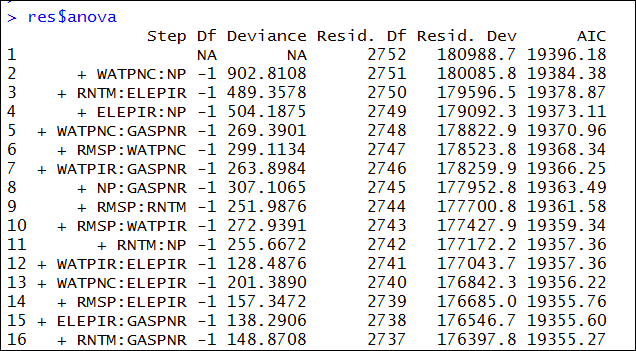 > res$anova
Step Df Deviance Resid. Df Resid. Dev AIC
1 NA NA 2752 180988.7 19396.18
2 + WATPNC:NP -1 902.8108 2751 180085.8 19384.38
3 + RNTM:ELEPIR -1 489.3578 2750 179596.5 19378.87
4 + ELEPIR:NP -1 504.1875 2749 179092.3 19373.11
5 + WATPNC:GASPNR -1 269.3901 2748 178822.9 19370.96
6 + RMSP:WATPNC -1 299.1134 2747 178523.8 19368.34
7 + WATPIR:GASPNR -1 263.8984 2746 178259.9 19366.25
8 + NP:GASPNR -1 307.1065 2745 177952.8 19363.49
9 + RMSP:RNTM -1 251.9876 2744 177700.8 19361.58
10 + RMSP:WATPIR -1 272.9391 2743 177427.9 19359.34
11 + RNTM:NP -1 255.6672 2742 177172.2 19357.36
12 + WATPIR:ELEPIR -1 128.4876 2741 177043.7 19357.36
13 + WATPNC:ELEPIR -1 201.3890 2740 176842.3 19356.22
14 + RMSP:ELEPIR -1 157.3472 2739 176685.0 19355.76
15 + ELEPIR:GASPNR -1 138.2906 2738 176546.7 19355.60
16 + RNTM:GASPNR -1 148.8708 2737 176397.8 19355.27